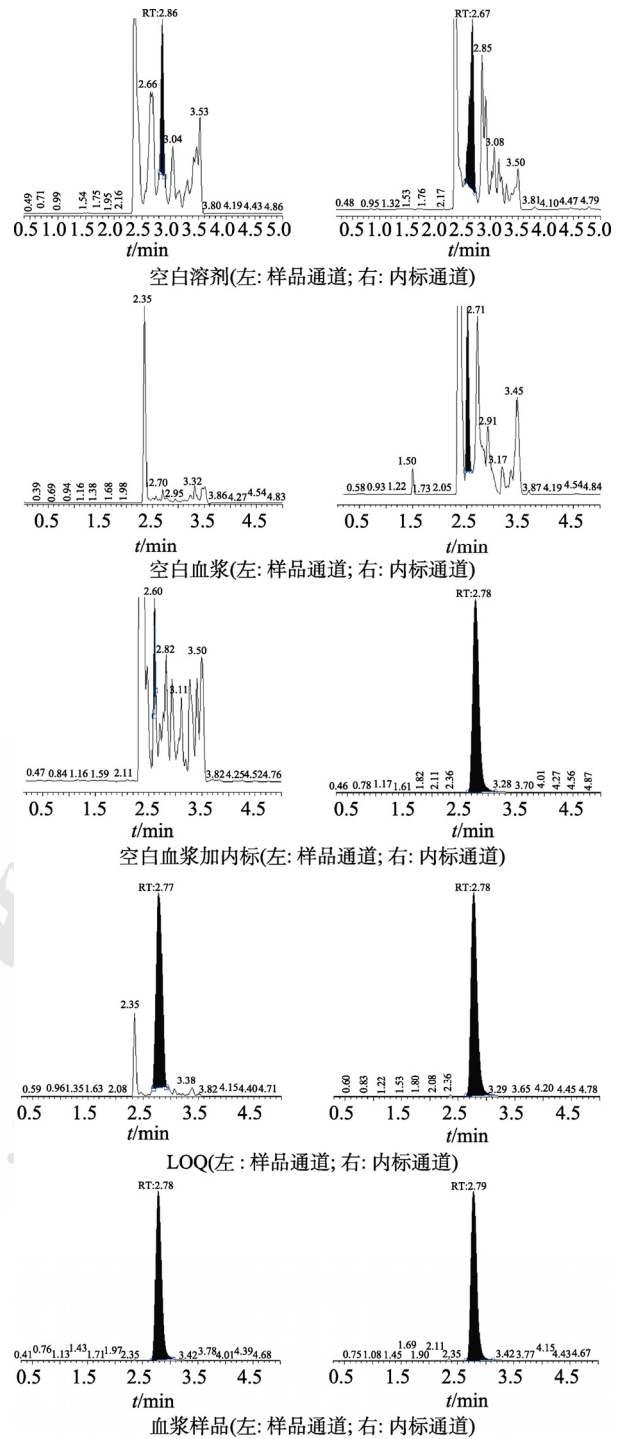 RT:2.86
2.66
3.04
3.53
0.49 0.71 0.99 1.54 1.75 1.95 2.16 3.80 4.19 4.43 4.86
0.5 1.0 1.5 2.0 2.5 3.0 3.5 4.0 4.5 5.0
t/min
RT:2.67
2.85
3.08
3.50
0.48 0.95 1.32 1.53 1.76 2.17 3.81 4.10 4.47 4.79
0.5 1.0 1.5 2.0 2.5 3.0 3.5 4.0 4.5 5.0
t/min
空白溶剂(左: 样品通道; 右: 内标通道)
2.35
0.39 0.69 0.94 1.16 1.38 1.68 1.98 2.70 2.95 3.32 3.86 4.27 4.54 4.83
0.5 1.5 2.5 3.5 4.5
t/min
2.71
2.91
3.17
3.45
1.50
0.58 0.93 1.22 1.73 2.05 3.87 4.19 4.54 4.84
0.5 1.5 2.5 3.5 4.5
t/min
空白血浆(左: 样品通道; 右: 内标通道)
2.60
2.82
3.11
3.50
0.47 0.84 1.16 1.59 2.11 3.82 4.25 4.52 4.76
0.5 1.5 2.5 3.5 4.5
t/min
RT:2.78
0.46 0.78 1.17 1.61 1.82 2.11 2.36 3.28 3.70 4.01 4.27 4.56 4.87
0.5 1.5 2.5 3.5 4.5
t/min
空白血浆加内标(左: 样品通道; 右: 内标通道)
RT:2.77
2.35
0.59 0.96 1.35 1.63 2.08 3.38 3.82 4.15 4.40 4.71
0.5 1.5 2.5 3.5 4.5
t/min
RT:2.78
0.60 0.83 1.22 1.53 1.80 2.08 2.36 3.29 3.65 4.20 4.45 4.78
0.5 1.5 2.5 3.5 4.5
t/min
LOQ(左 : 样品通道; 右: 内标通道)
RT:2.78
0.41 0.76 1.13 1.43 1.71 1.97 2.35 3.42 3.78 4.01 4.39 4.68
0.5 1.5 2.5 3.5 4.5
t/min
RT:2.79
0.75 1.08 1.45 1.69 1.90 2.11 2.35 3.42 3.77 4.15 4.43 4.67
0.5 1.5 2.5 3.5 4.5
t/min
血浆样品(左: 样品通道; 右: 内标通道)